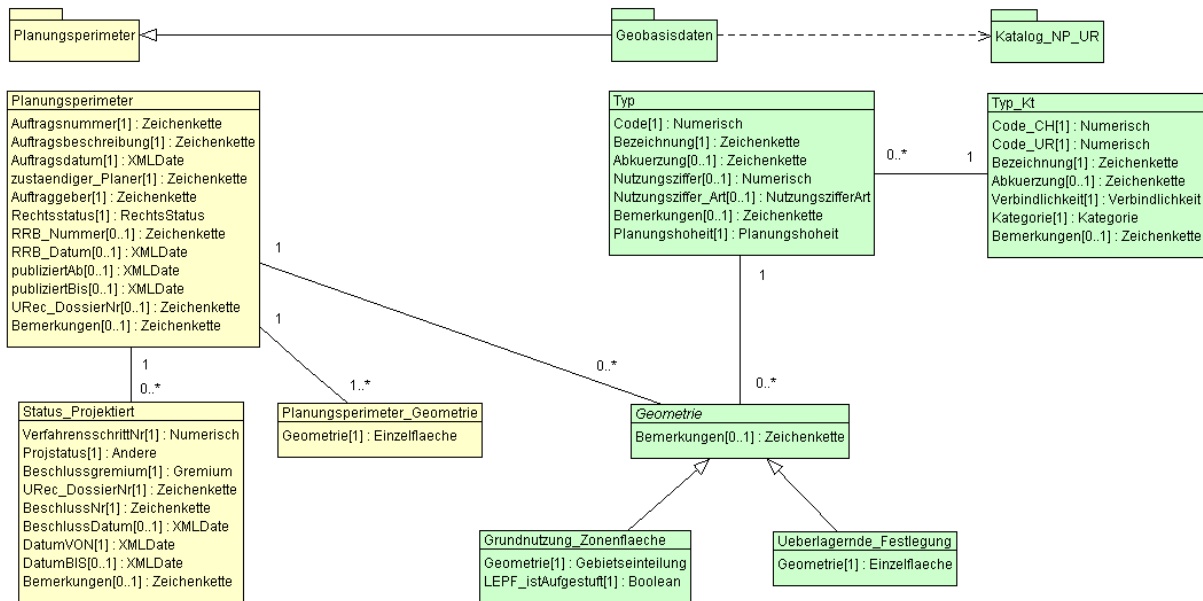 Planungsperimeter
Geobasisdaten
Katalog_NP_UR
Planungsperimeter
Auftragsnummer[1] : Zeichenkette
Auftragsbeschreibung[1] : Zeichenkette
Auftragsdatum[1] : XMLDate
zustaendiger_Planer[1] : Zeichenkette
Auftraggeber[1] : Zeichenkette
Rechtsstatus[1] : RechtsStatus
RRB_Nummer[0..1] : Zeichenkette
RRB_Datum[0..1] : XMLDate
publiziertAb[0..1] : XMLDate
publiziertBis[0..1] : XMLDate
URec_DossierNr[0..1] : Zeichenkette
Bemerkungen[0..1] : Zeichenkette
Typ
Code[1] : Numerisch
Bezeichnung[1] : Zeichenkette
Abkuerzung[0..1] : Zeichenkette
Nutzungsziffer[0..1] : Numerisch
Nutzungsziffer_Art[0..1] : NutzungszifferArt
Bemerkungen[0..1] : Zeichenkette
Planungshoheit[1] : Planungshoheit
0..*
1
Typ_Kt
Code_CH[1] : Numerisch
Code_UR[1] : Numerisch
Bezeichnung[1] : Zeichenkette
Abkuerzung[0..1] : Zeichenkette
Verbindlichkeit[1] : Verbindlichkeit
Kategorie[1] : Kategorie
Bemerkungen[0..1] : Zeichenkette
1
1
1
1
0..*
0..*
1..*
0..*
Status_Projektiert
VerfahrensschrittNr[1] : Numerisch
Projstatus[1] : Andere
Beschlussgremium[1] : Gremium
URec_DossierNr[1] : Zeichenkette
BeschlussNr[1] : Zeichenkette
BeschlussDatum[0..1] : XMLDate
DatumVON[1] : XMLDate
DatumBIS[0..1] : XMLDate
Bemerkungen[0..1] : Zeichenkette
Planungsperimeter_Geometrie
Geometrie[1] : Einzelflaeche
Geometrie
Bemerkungen[0..1] : Zeichenkette
Grundnutzung_Zonenflaeche
Geometrie[1] : Gebietseinteilung
LEPF_istAufgestuft[1] : Boolean
Ueberlagernde_Festlegung
Geometrie[1] : Einzelflaeche